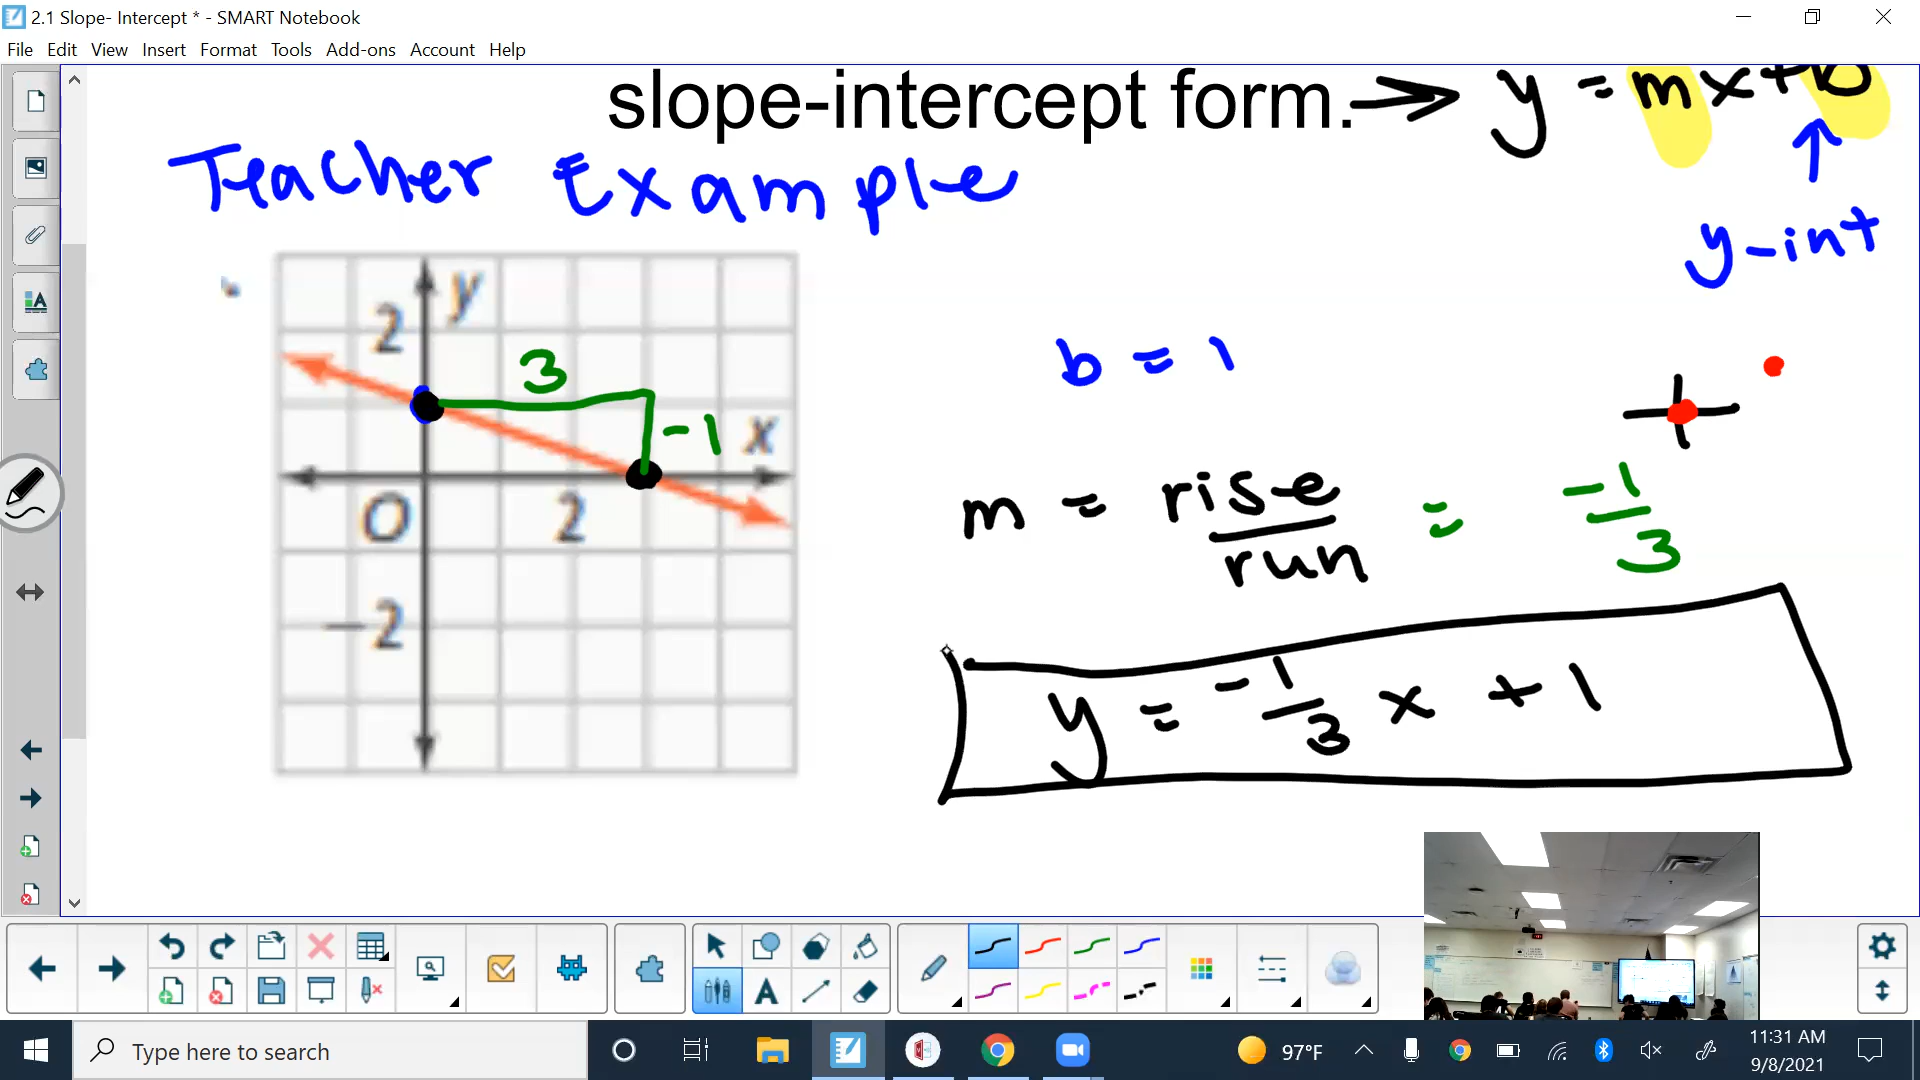 2.1 Slope- Intercept * - SMART Notebook
File Edit View Insert Format Tools Add-ons Account Help
slope-intercept form. → y = mx+b
Teacher Example
y-int
y
2
3
b = 1
-1
x
O
2
m = rise/run = -1/3
-2
y = -1/3 x + 1
Type here to search
97°F
11:31 AM
9/8/2021